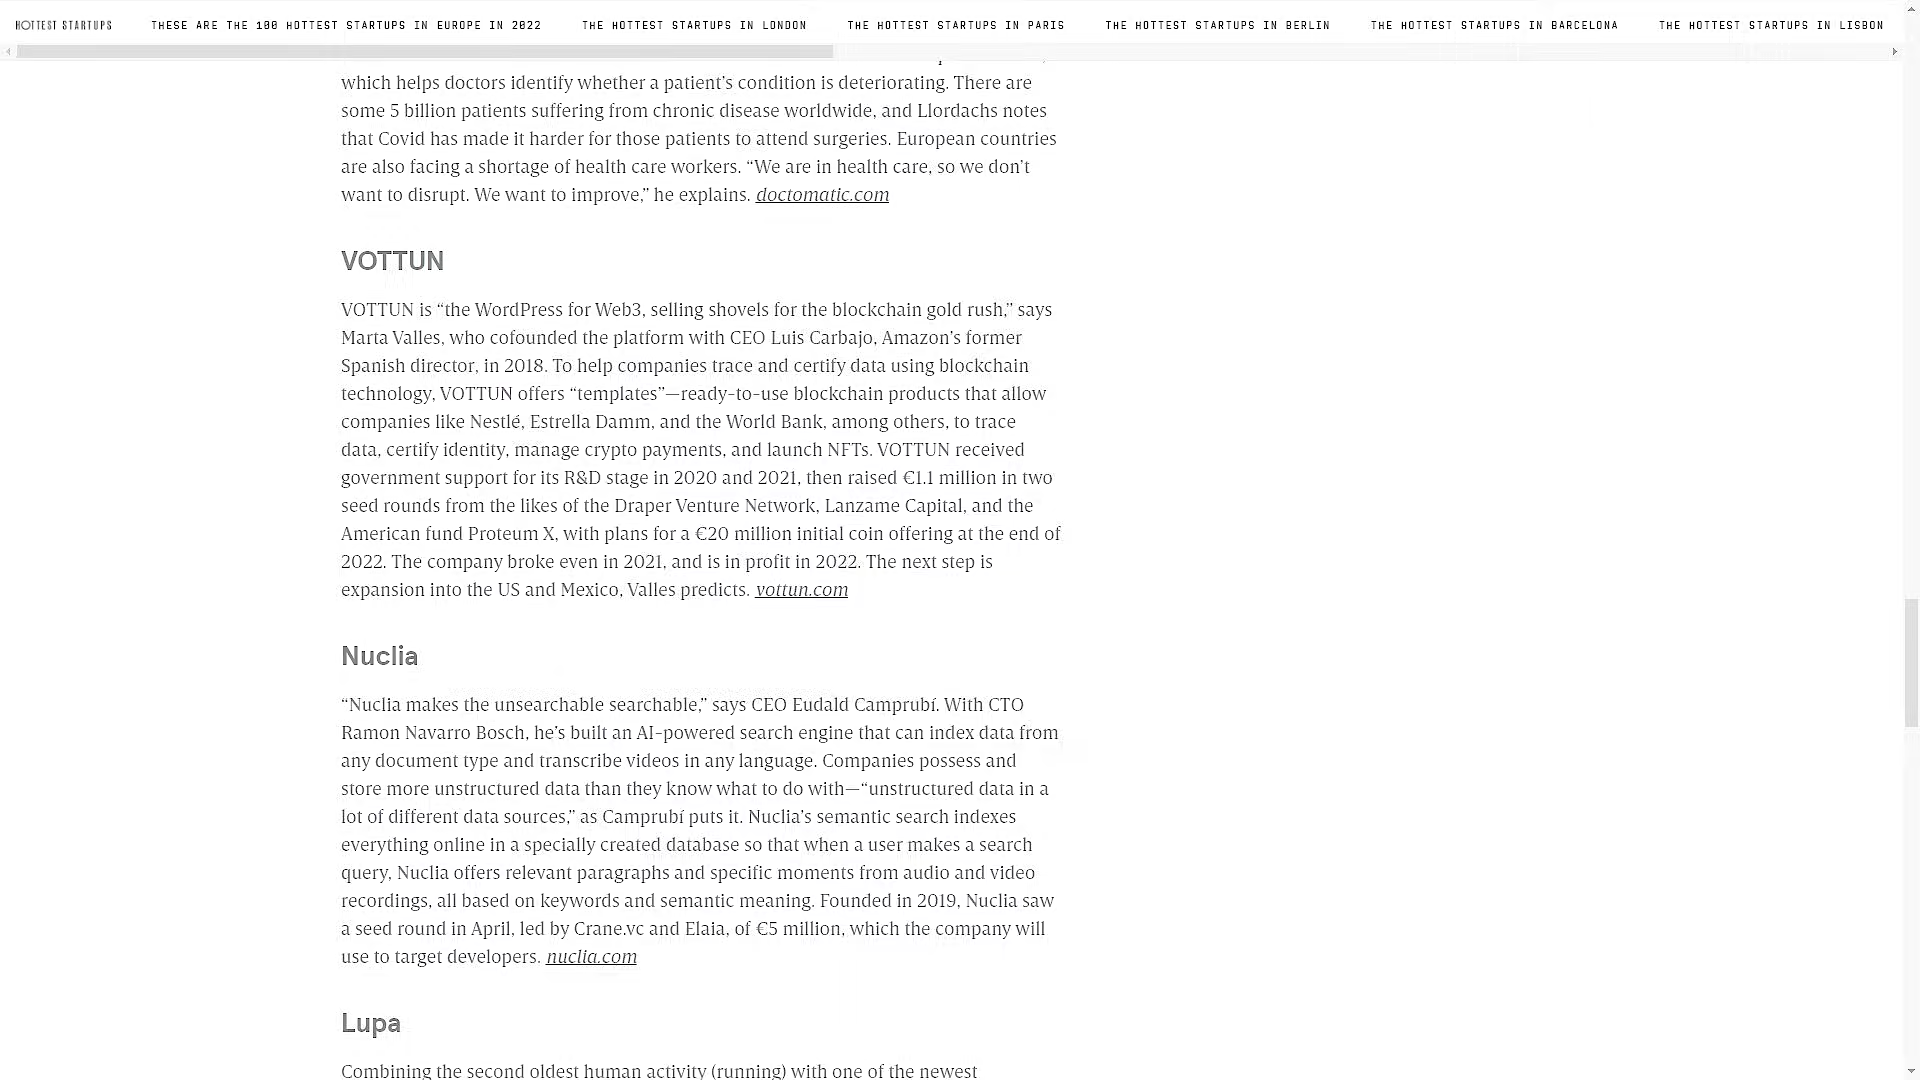 HOTTEST STARTUPS
THESE ARE THE 100 HOTTEST STARTUPS IN EUROPE IN 2022
THE HOTTEST STARTUPS IN LONDON
THE HOTTEST STARTUPS IN PARIS
THE HOTTEST STARTUPS IN BERLIN
THE HOTTEST STARTUPS IN BARCELONA
THE HOTTEST STARTUPS IN LISBON
which helps doctors identify whether a patient’s condition is deteriorating. There are
some 5 billion patients suffering from chronic disease worldwide, and Llordachs notes
that Covid has made it harder for those patients to attend surgeries. European countries
are also facing a shortage of health care workers. “We are in health care, so we don’t
want to disrupt. We want to improve,” he explains. doctomatic.com
VOTTUN
VOTTUN is “the WordPress for Web3, selling shovels for the blockchain gold rush,” says
Marta Valles, who cofounded the platform with CEO Luis Carbajo, Amazon’s former
Spanish director, in 2018. To help companies trace and certify data using blockchain
technology, VOTTUN offers “templates”—ready-to-use blockchain products that allow
companies like Nestlé, Estrella Damm, and the World Bank, among others, to trace
data, certify identity, manage crypto payments, and launch NFTs. VOTTUN received
government support for its R&D stage in 2020 and 2021, then raised €1.1 million in two
seed rounds from the likes of the Draper Venture Network, Lanzame Capital, and the
American fund Proteum X, with plans for a €20 million initial coin offering at the end of
2022. The company broke even in 2021, and is in profit in 2022. The next step is
expansion into the US and Mexico, Valles predicts. vottun.com
Nuclia
“Nuclia makes the unsearchable searchable,” says CEO Eudald Camprubí. With CTO
Ramon Navarro Bosch, he’s built an AI-powered search engine that can index data from
any document type and transcribe videos in any language. Companies possess and
store more unstructured data than they know what to do with—“unstructured data in a
lot of different data sources,” as Camprubí puts it. Nuclia’s semantic search indexes
everything online in a specially created database so that when a user makes a search
query, Nuclia offers relevant paragraphs and specific moments from audio and video
recordings, all based on keywords and semantic meaning. Founded in 2019, Nuclia saw
a seed round in April, led by Crane.vc and Elaia, of €5 million, which the company will
use to target developers. nuclia.com
Lupa
Combining the second oldest human activity (running) with one of the newest